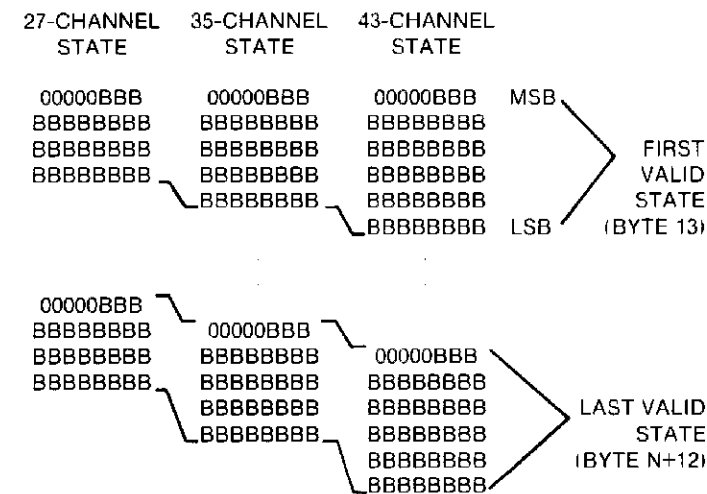 27-CHANNEL 35-CHANNEL 43-CHANNEL
STATE STATE STATE
00000BBB 00000BBB 00000BBB MSB
BBBBBBBB BBBBBBBB BBBBBBBB
BBBBBBBB BBBBBBBB BBBBBBBB FIRST
BBBBBBBB BBBBBBBB BBBBBBBB VALID
BBBBBBBB BBBBBBBB STATE
BBBBBBBB LSB (BYTE 13)
00000BBB
BBBBBBBB 00000BBB
BBBBBBBB BBBBBBBB 00000BBB
BBBBBBBB BBBBBBBB BBBBBBBB
BBBBBBBB BBBBBBBB LAST VALID
BBBBBBBB BBBBBBBB STATE
BBBBBBBB (BYTE N+12)
BBBBBBBB